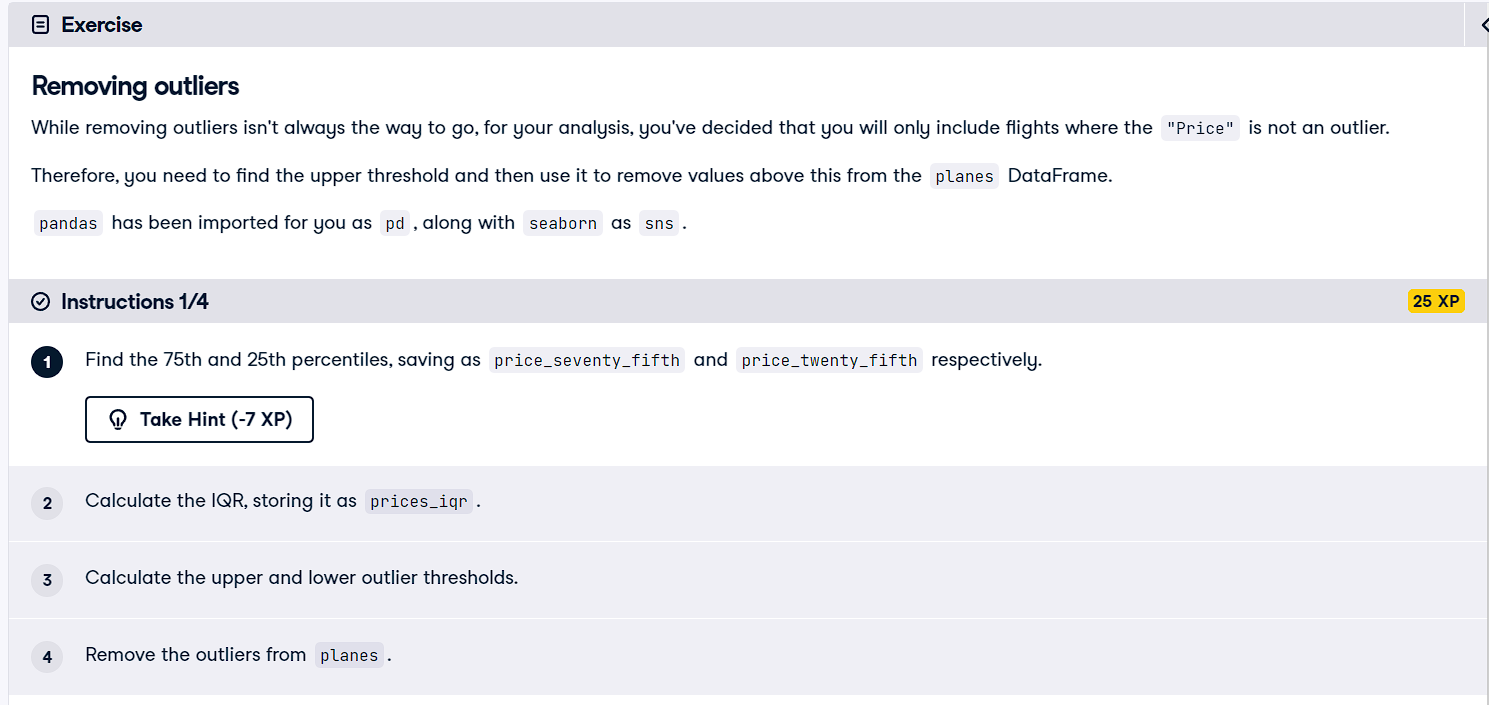 Exercise
Removing outliers
While removing outliers isn't always the way to go, for your analysis, you've decided that you will only include flights where the "Price" is not an outlier.
Therefore, you need to find the upper threshold and then use it to remove values above this from the planes DataFrame.
pandas has been imported for you as pd, along with seaborn as sns.
Instructions 1/4 25 XP
1 Find the 75th and 25th percentiles, saving as price_seventy_fifth and price_twenty_fifth respectively.
Take Hint (-7 XP)
2 Calculate the IQR, storing it as prices_iqr.
3 Calculate the upper and lower outlier thresholds.
4 Remove the outliers from planes.